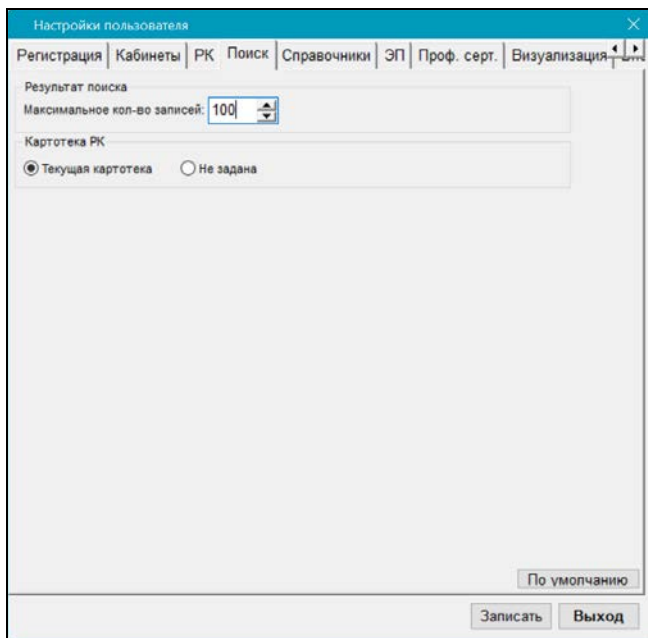 Настройки пользователя
Регистрация Кабинеты РК Поиск Справочники ЭП Проф. серт. Визуализация
Результат поиска
Максимальное кол-во записей: 100
Картотека РК
Текущая картотека Не задана
По умолчанию
Записать Выход